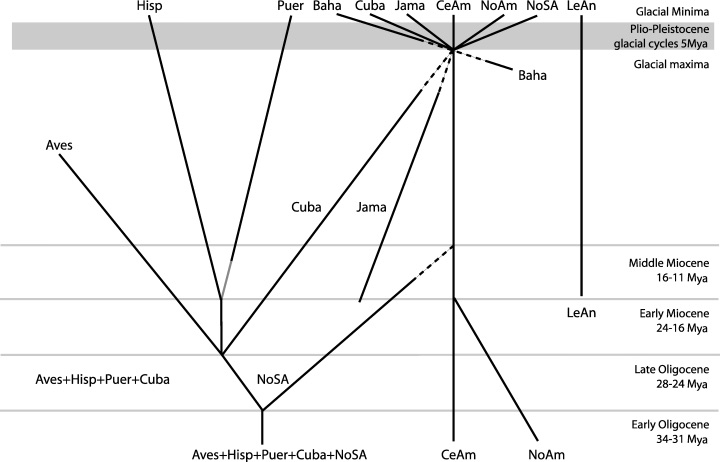 Hisp
Puer
Baha
Cuba
Jama
CeAm
NoAm
NoSA
LeAn
Glacial Minima
Plio-Pleistocene
glacial cycles 5Mya
Glacial maxima
Baha
Aves
Cuba
Jama
Middle Miocene
16-11 Mya
LeAn
Early Miocene
24-16 Mya
Aves+Hisp+Puer+Cuba
NoSA
Late Oligocene
28-24 Mya
Early Oligocene
34-31 Mya
Aves+Hisp+Puer+Cuba+NoSA
CeAm
NoAm